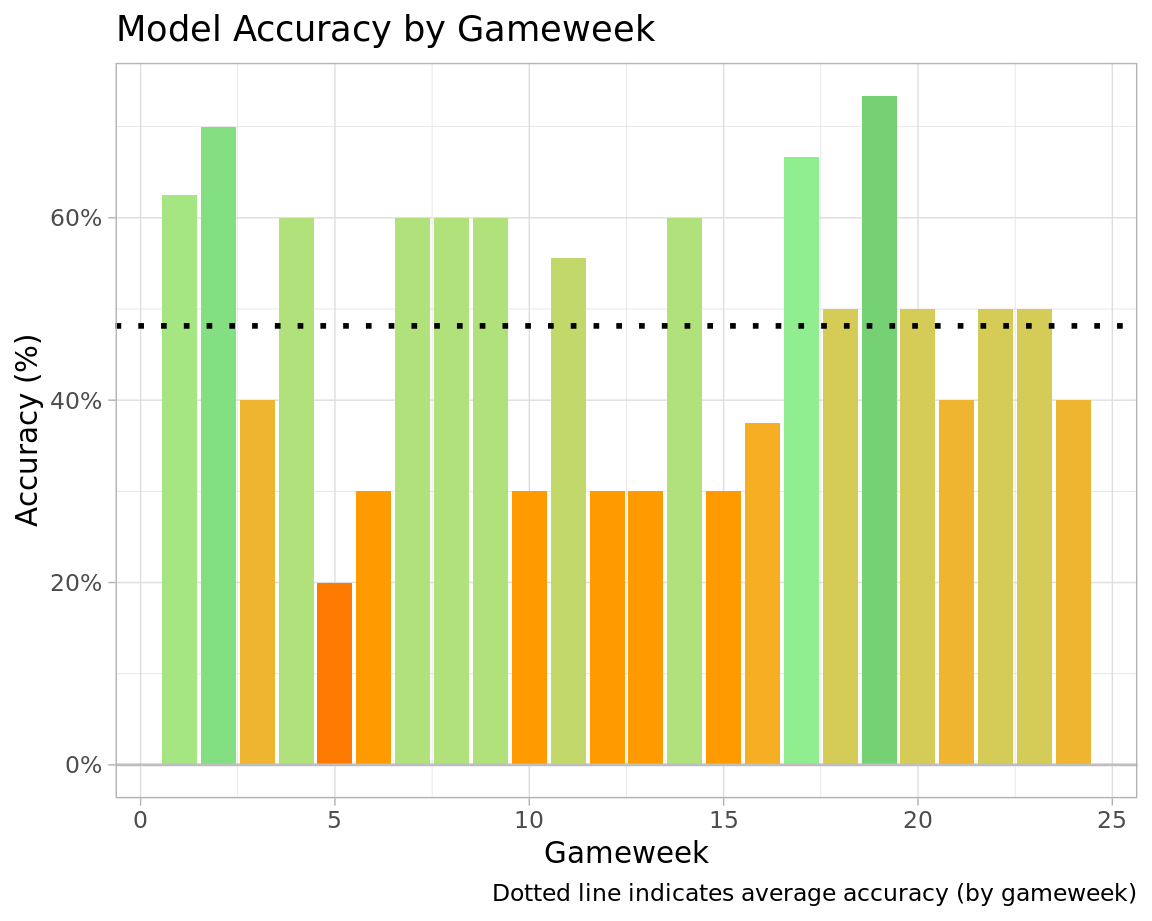 Model Accuracy by Gameweek
Accuracy (%)
60%
40%
20%
0%
0 5 10 15 20 25
Gameweek
Dotted line indicates average accuracy (by gameweek)